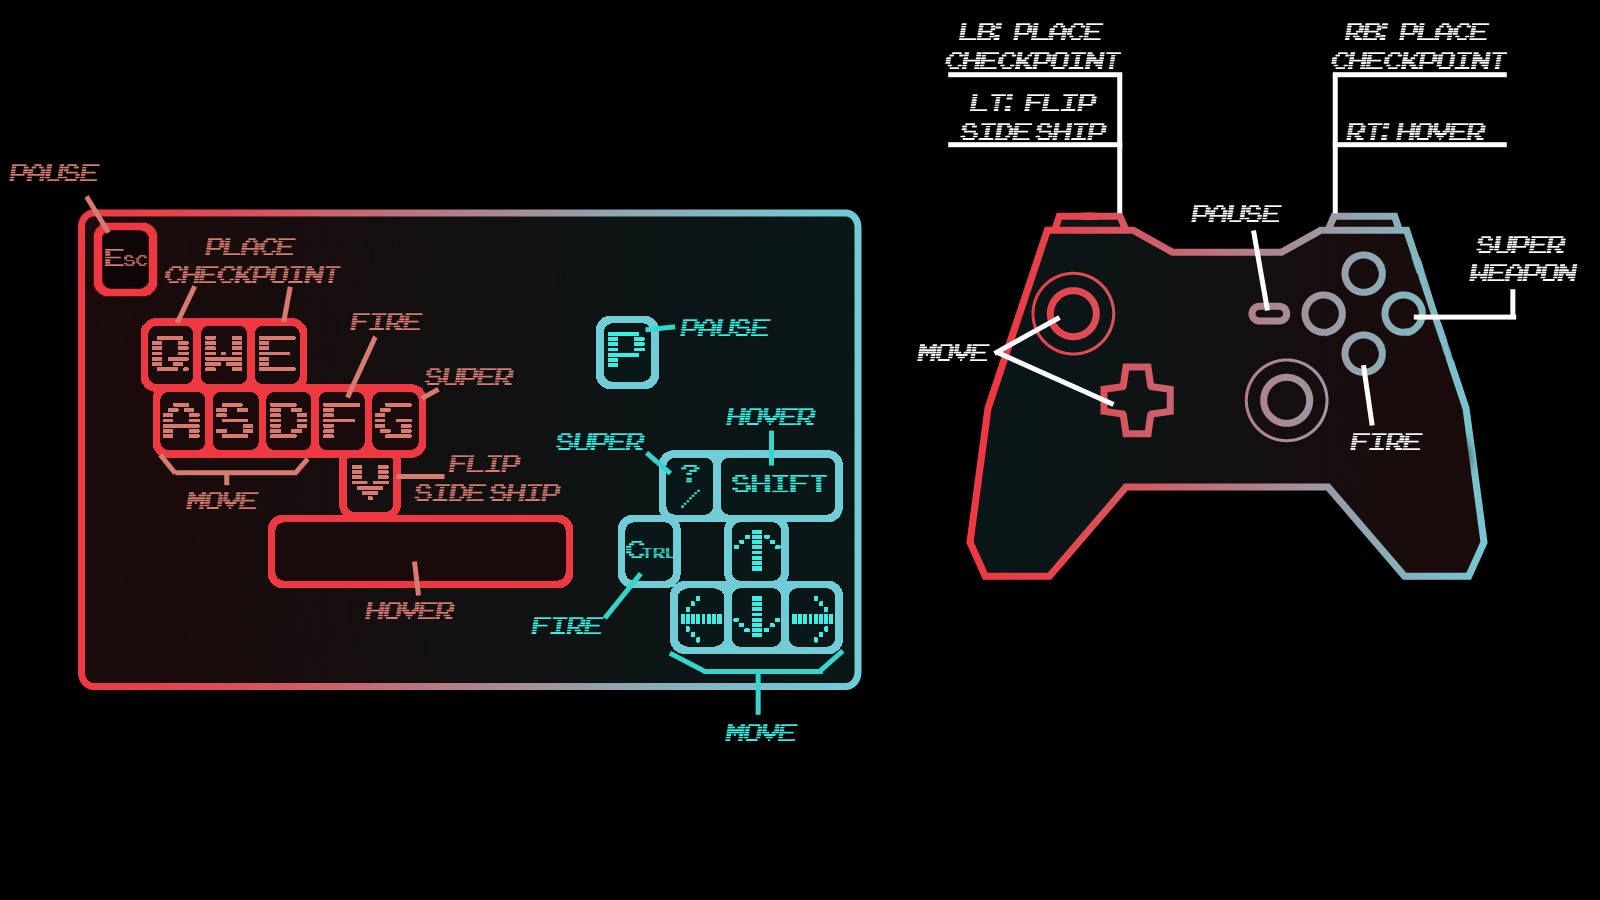 PAUSE
Esc
PLACE
CHECKPOINT
FIRE
Q W E
SUPER
A S D F G
MOVE
V
FLIP
SIDE SHIP
HOVER
P
PAUSE
HOVER
SUPER
?
/
SHIFT
CTRL
↑
FIRE
← ↓ →
MOVE
LB: PLACE
CHECKPOINT
LT: FLIP
SIDE SHIP
RB: PLACE
CHECKPOINT
RT: HOVER
PAUSE
SUPER
WEAPON
MOVE
FIRE